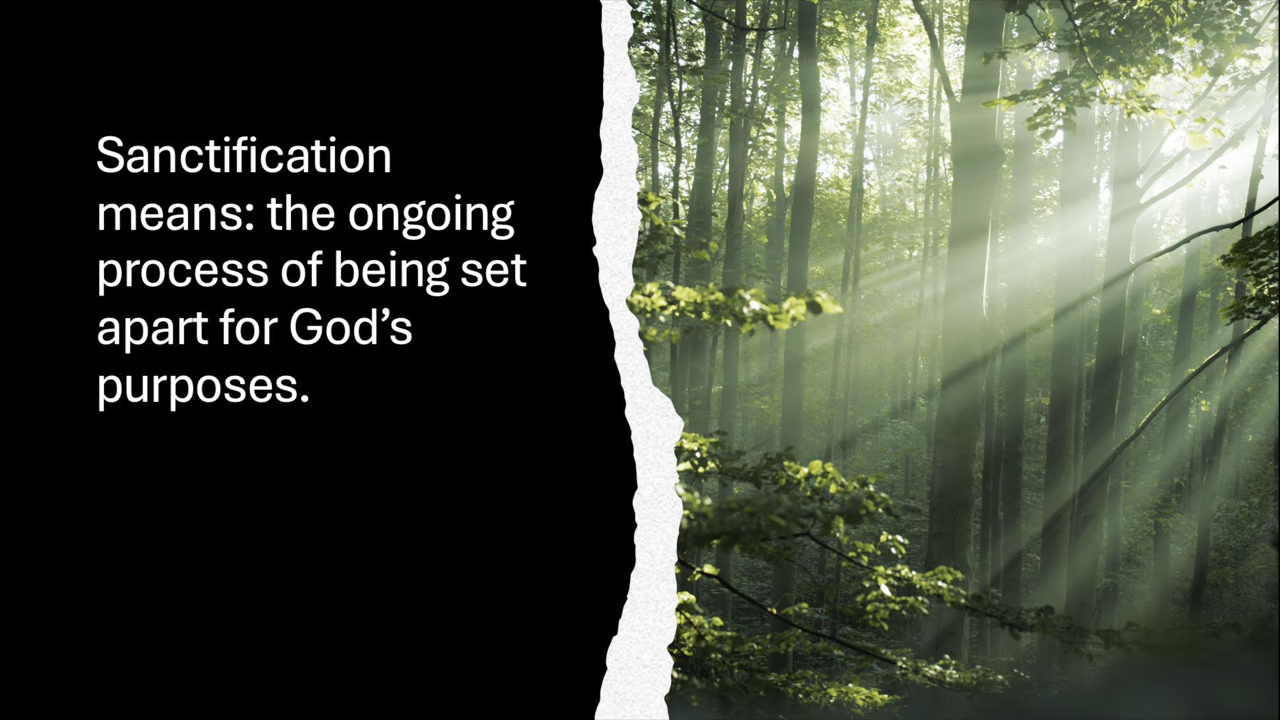 Sanctification
means: the ongoing
process of being set
apart for God’s
purposes.